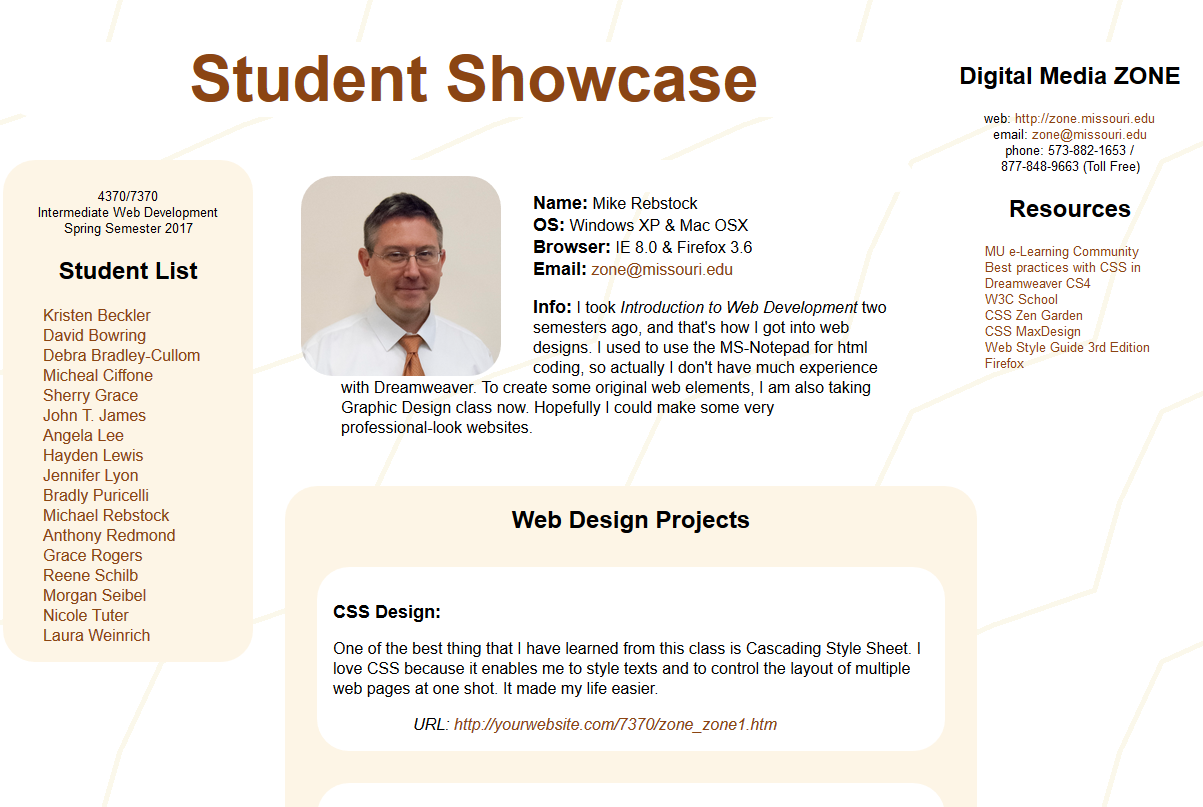 Student Showcase
4370/7370
Intermediate Web Development
Spring Semester 2017
Student List
Kristen Beckler
David Bowring
Debra Bradley-Cullom
Micheal Ciffone
Sherry Grace
John T. James
Angela Lee
Hayden Lewis
Jennifer Lyon
Bradly Puricelli
Michael Rebstock
Anthony Redmond
Grace Rogers
Reene Schilb
Morgan Seibel
Nicole Tuter
Laura Weinrich
Name: Mike Rebstock
OS: Windows XP & Mac OSX
Browser: IE 8.0 & Firefox 3.6
Email: zone@missouri.edu
Info: I took Introduction to Web Development two
semesters ago, and that's how I got into web
designs. I used to use the MS-Notepad for html
coding, so actually I don't have much experience
with Dreamweaver. To create some original web elements, I am also taking
Graphic Design class now. Hopefully I could make some very
professional-look websites.
Web Design Projects
CSS Design:
One of the best thing that I have learned from this class is Cascading Style Sheet. I
love CSS because it enables me to style texts and to control the layout of multiple
web pages at one shot. It made my life easier.
URL: http://yourwebsite.com/7370/zone_zone1.htm
Digital Media ZONE
web: http://zone.missouri.edu
email: zone@missouri.edu
phone: 573-882-1653 /
877-848-9663 (Toll Free)
Resources
MU e-Learning Community
Best practices with CSS in
Dreamweaver CS4
W3C School
CSS Zen Garden
CSS MaxDesign
Web Style Guide 3rd Edition
Firefox